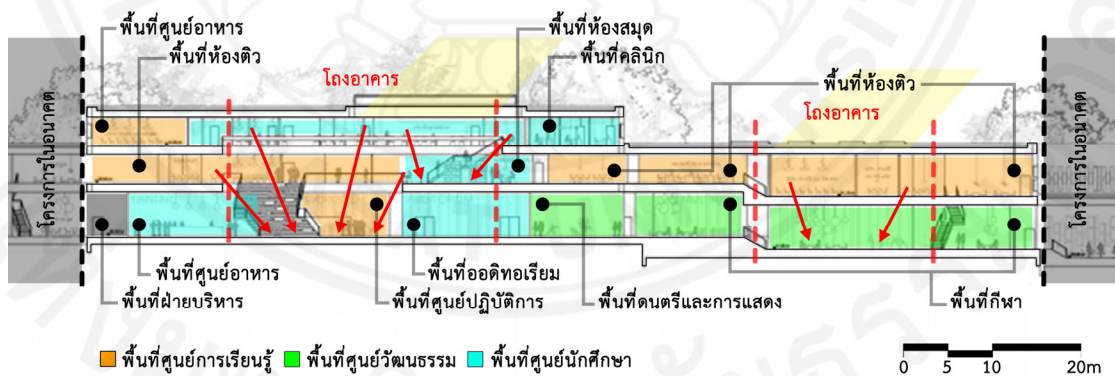 พื้นที่ศูนย์อาหาร
พื้นที่ห้องสมุด
พื้นที่ห้องติว
พื้นที่คลินิก
โถงอาคาร
พื้นที่ห้องติว
โถงอาคาร
โครงการในอนาคต
โครงการในอนาคต
พื้นที่ศูนย์อาหาร
พื้นที่ออดิทอเรียม
พื้นที่ฝ่ายบริหาร
พื้นที่ศูนย์ปฏิบัติการ
พื้นที่ดนตรีและการแสดง
พื้นที่กีฬา
พื้นที่ศูนย์การเรียนรู้
พื้นที่ศูนย์วัฒนธรรม
พื้นที่ศูนย์นักศึกษา
0 5 10 20m